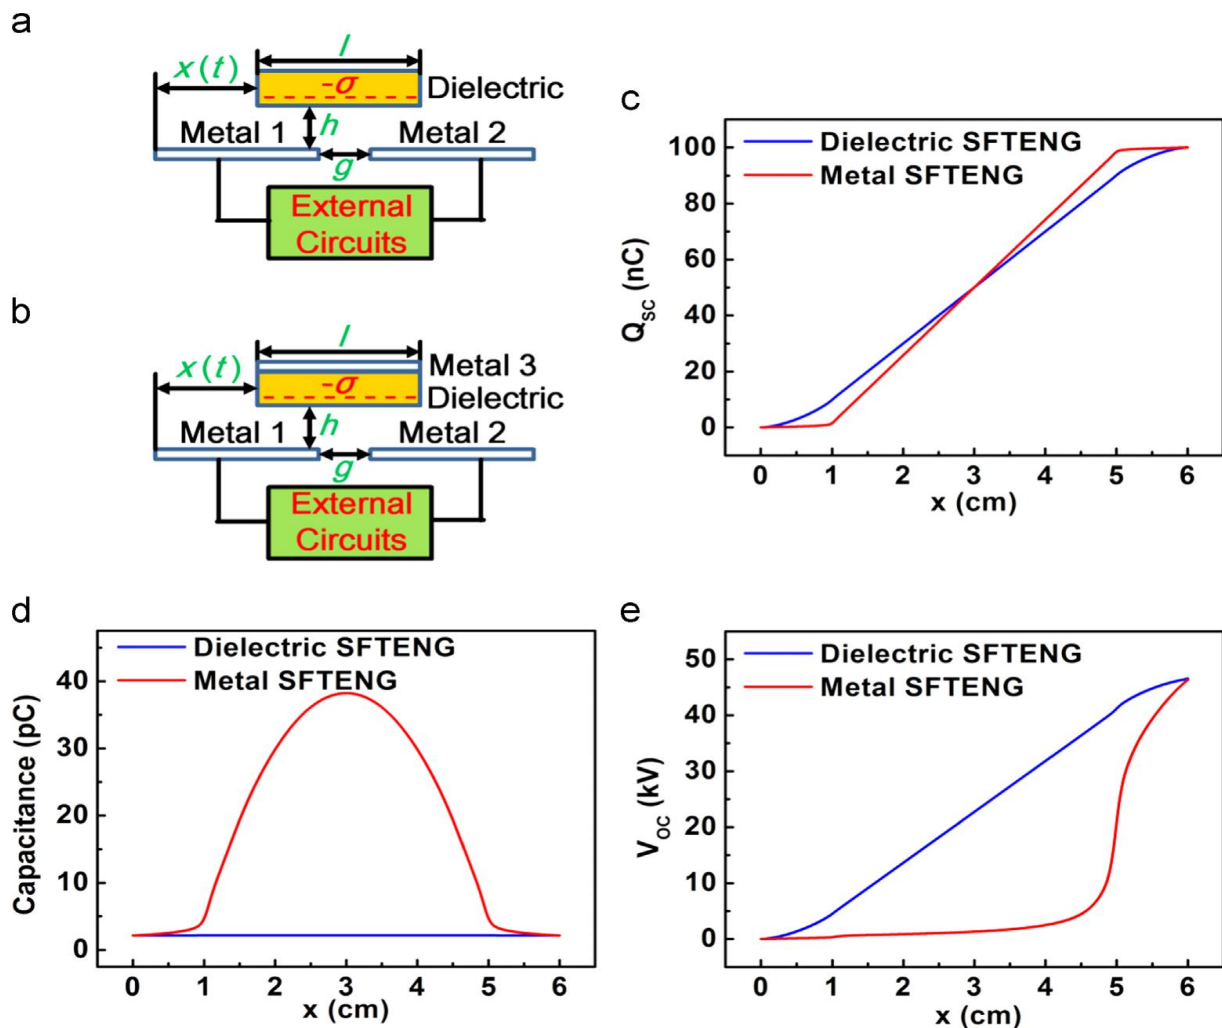 a
l
x(t)
-σ
Dielectric
h
Metal 1
Metal 2
g
External
Circuits
b
l
x(t)
Metal 3
-σ
Dielectric
h
Metal 1
Metal 2
g
External
Circuits
c
Dielectric SFTENG
Metal SFTENG
100
80
60
40
20
0
Q_SC (nC)
0 1 2 3 4 5 6
x (cm)
d
Dielectric SFTENG
Metal SFTENG
40
30
20
10
0
Capacitance (pC)
0 1 2 3 4 5 6
x (cm)
e
Dielectric SFTENG
Metal SFTENG
50
40
30
20
10
0
V_OC (kV)
0 1 2 3 4 5 6
x (cm)